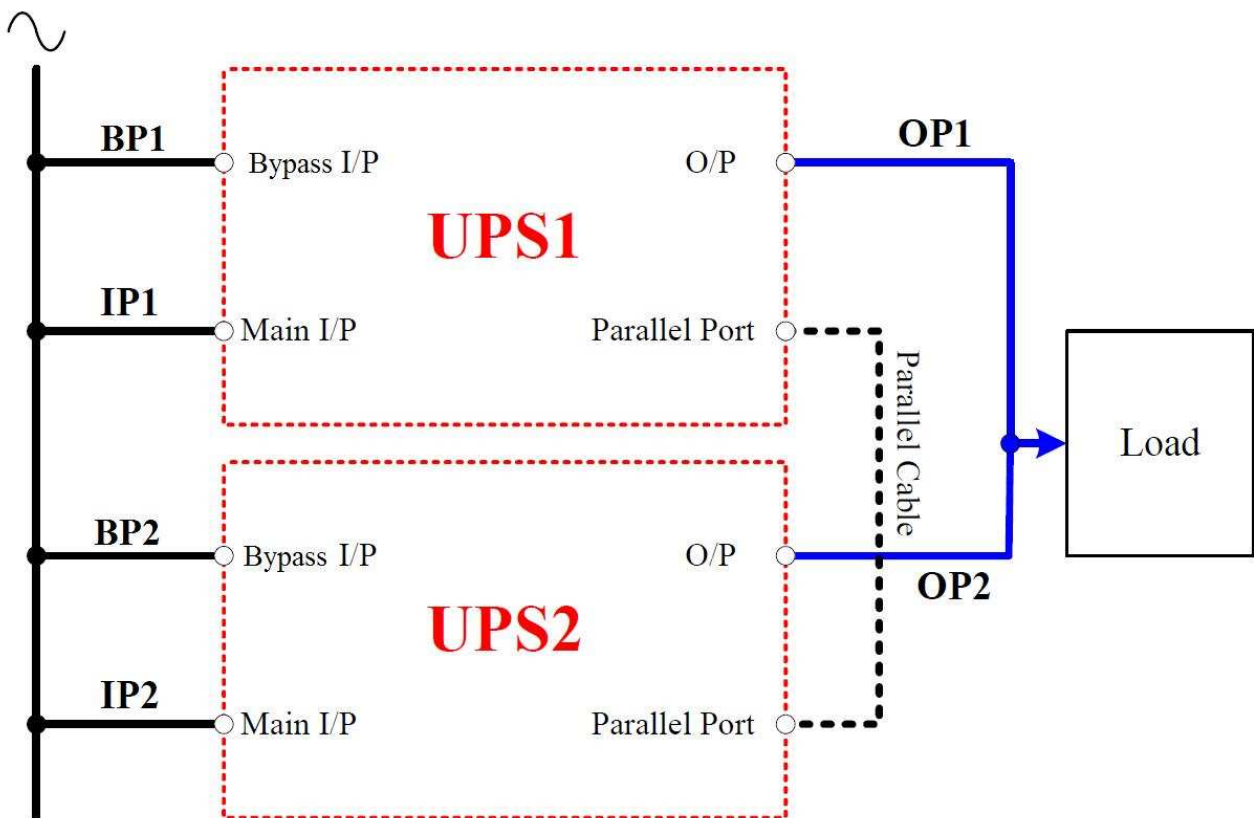 BP1
Bypass I/P
O/P
OP1
UPS1
IP1
Main I/P
Parallel Port
Parallel Cable
Load
BP2
Bypass I/P
O/P
OP2
UPS2
IP2
Main I/P
Parallel Port